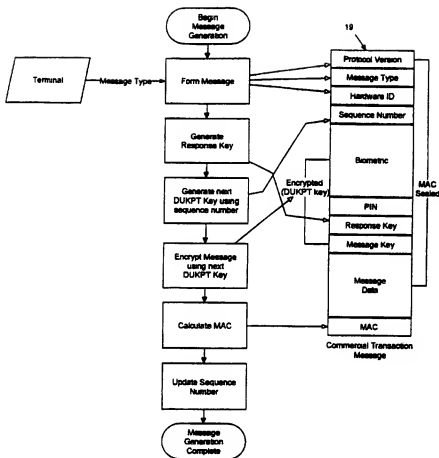 Begin
Message
Generation
19
Terminal
Message Type
Form Message
Protocol Version
Message Type
Hardware ID
Sequence Number
Generate
Response Key
Biometric
Encrypted
(DUKPT key)
MAC
Sealed
Generate next
DUKPT Key using
sequence number
PIN
Response Key
Message Key
Encrypt Message
using next
DUKPT Key
Message
Data
Calculate MAC
MAC
Commercial Transaction
Message
Update Sequence
Number
Message
Generation
Complete